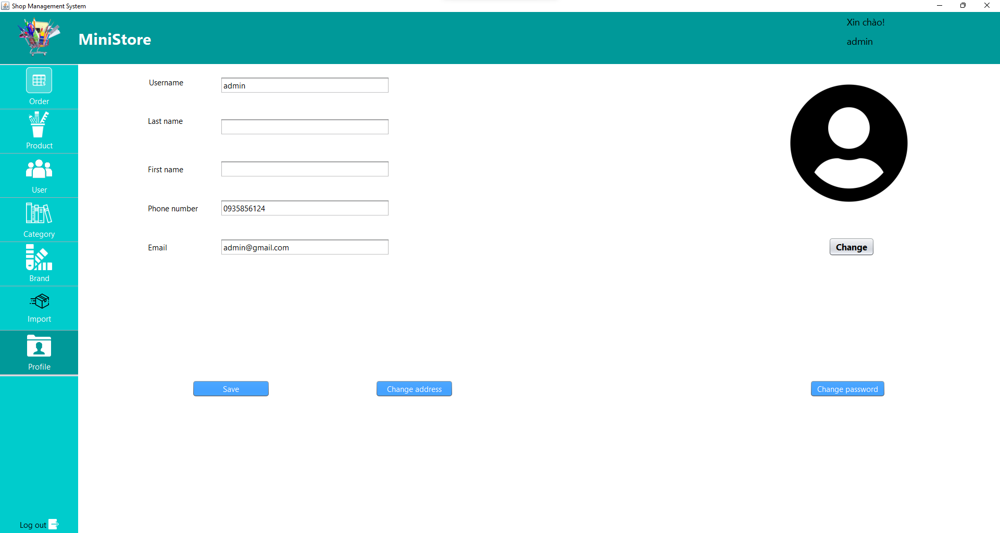 Shop Management System
MiniStore
Xin chào!
admin
Order
Product
User
Category
Brand
Import
Profile
Log out
Username
admin
Last name
First name
Phone number
0935856124
Email
admin@gmail.com
Change
Save
Change address
Change password